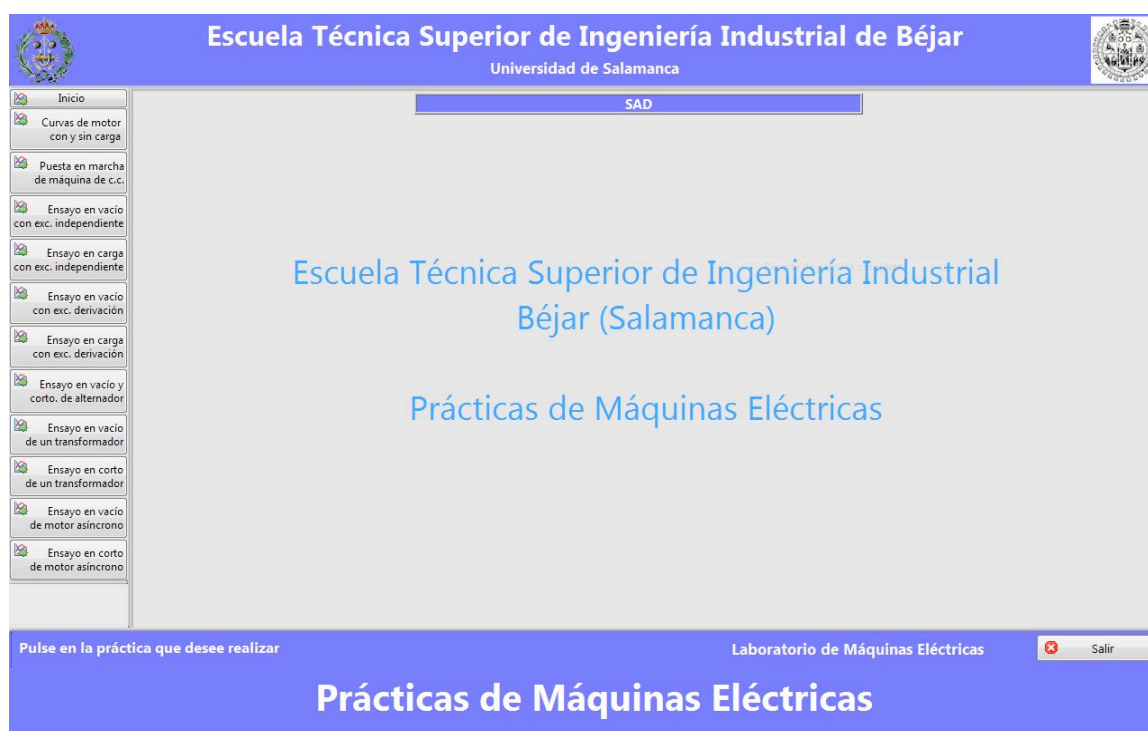 Escuela Técnica Superior de Ingeniería Industrial de Béjar
Universidad de Salamanca
Inicio
Curvas de motor
con y sin carga
Puesta en marcha
de máquina de c.c.
Ensayo en vacío
con exc. independiente
Ensayo en carga
con exc. independiente
Ensayo en vacío
con exc. derivación
Ensayo en carga
con exc. derivación
Ensayo en vacío y
corto. de alternador
Ensayo en vacío
de un transformador
Ensayo en corto
de un transformador
Ensayo en vacío
de motor asíncrono
Ensayo en corto
de motor asíncrono
SAD
Escuela Técnica Superior de Ingeniería Industrial
Béjar (Salamanca)
Prácticas de Máquinas Eléctricas
Pulse en la práctica que desee realizar
Laboratorio de Máquinas Eléctricas
Salir
Prácticas de Máquinas Eléctricas